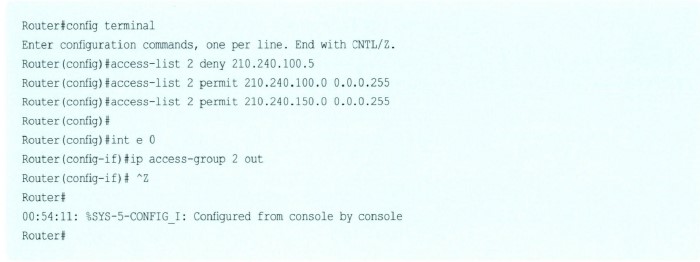 Router#config terminal
Enter configuration commands, one per line. End with CNTL/Z.
Router(config)#access-list 2 deny 210.240.100.5
Router(config)#access-list 2 permit 210.240.100.0 0.0.0.255
Router(config)#access-list 2 permit 210.240.150.0 0.0.0.255
Router(config)#
Router(config)#int e 0
Router(config-if)#ip access-group 2 out
Router(config-if)# ^Z
Router#
00:54:11: %SYS-5-CONFIG_I: Configured from console by console
Router#